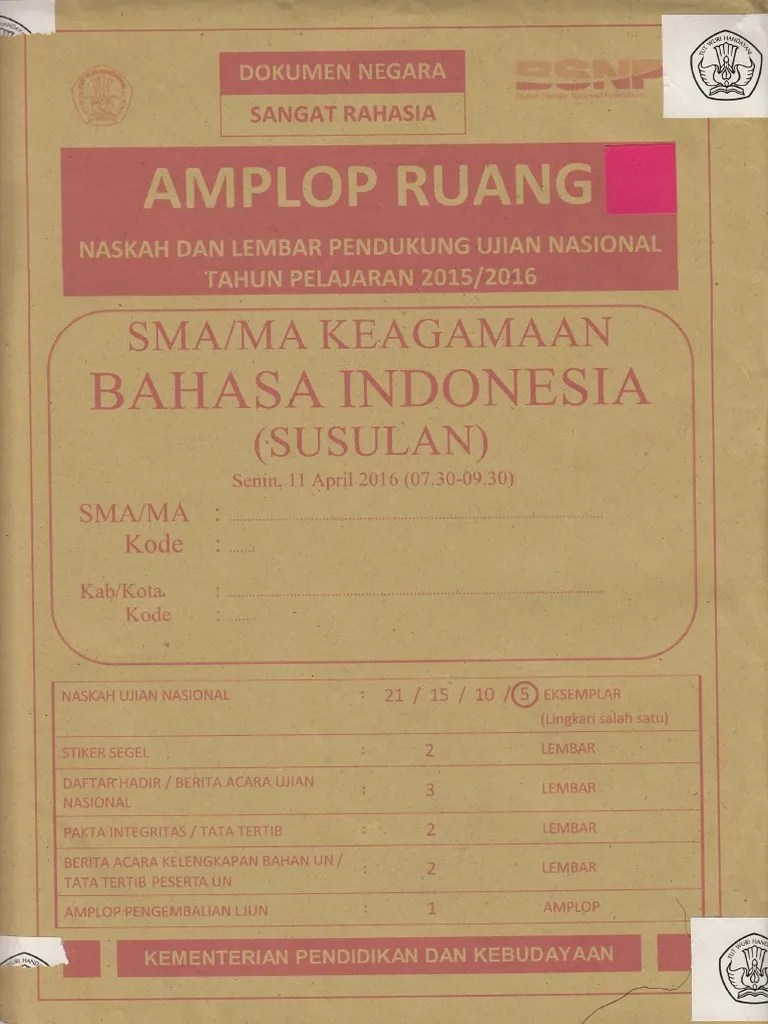 TUT WURI HANDAYANI
DOKUMEN NEGARA
SANGAT RAHASIA
BSNP
AMPLOP RUANG
NASKAH DAN LEMBAR PENDUKUNG UJIAN NASIONAL
TAHUN PELAJARAN 2015/2016
SMA/MA KEAGAMAAN
BAHASA INDONESIA
(SUSULAN)
Senin, 11 April 2016 (07.30-09.30)
SMA/MA : ....................
Kode : ......
Kab/Kota : ....................
Kode : ......
NASKAH UJIAN NASIONAL : 21 / 15 / 10 / 5 EKSEMPLAR
(Lingkari salah satu)
STIKER SEGEL : 2 LEMBAR
DAFTAR HADIR / BERITA ACARA UJIAN
NASIONAL : 3 LEMBAR
PAKTA INTEGRITAS / TATA TERTIB : 2 LEMBAR
BERITA ACARA KELENGKAPAN BAHAN UN /
TATA TERTIB PESERTA UN : 2 LEMBAR
AMPLOP PENGEMBALIAN LJUN : 1 AMPLOP
KEMENTERIAN PENDIDIKAN DAN KEBUDAYAAN